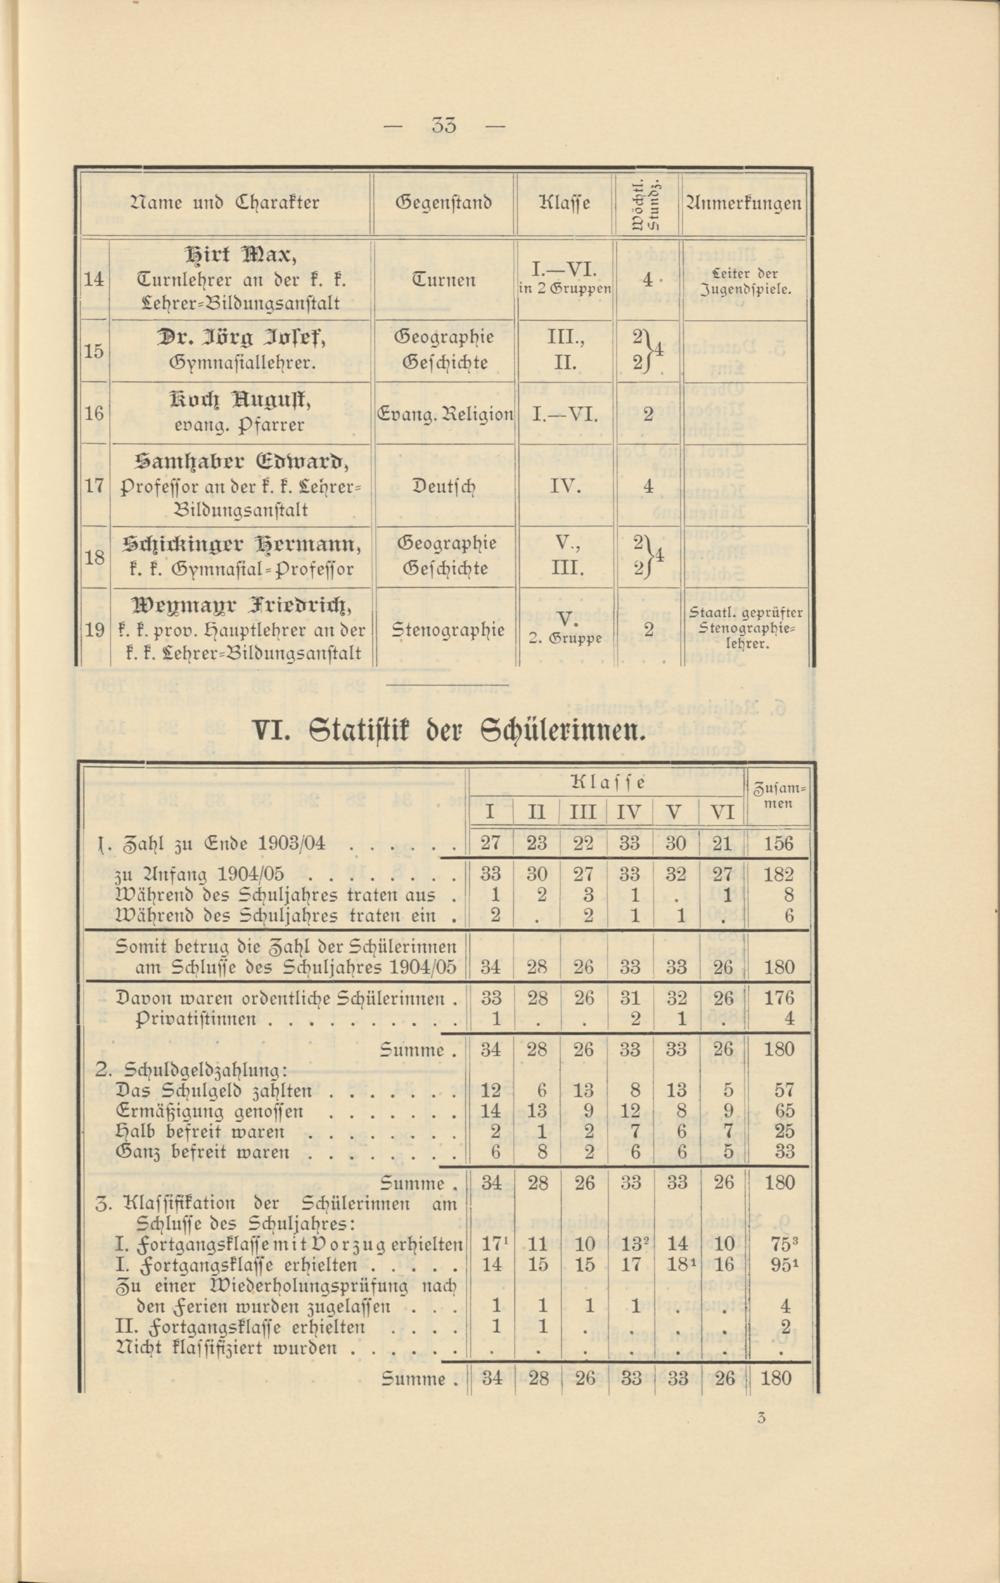 — 33 —
Name und Charakter Gegenstand Klasse Wöchtl. Stundz. Anmerkungen
14 Hirt Max, Turnlehrer an der k. k. Lehrer-Bildungsanstalt Turnen I.—VI. in 2 Gruppen 4 Leiter der Jugendspiele.
15 Dr. Jörg Josef, Gymnasiallehrer. Geographie Geschichte III., II. 2 2 } 4
16 Koch August, evang. Pfarrer Evang. Religion I.—VI. 2
17 Samhaber Edward, Professor an der k. k. Lehrer-Bildungsanstalt Deutsch IV. 4
18 Schickinger Hermann, k. k. Gymnasial-Professor Geographie Geschichte V., III. 2 2 } 4
19 Weymayr Friedrich, k. k. prov. Hauptlehrer an der k. k. Lehrer-Bildungsanstalt Stenographie V. 2. Gruppe 2 Staatl. geprüfter Stenographie-lehrer.
VI. Statistik der Schülerinnen.
Klasse Zusam-
men
I II III IV V VI
1. Zahl zu Ende 1903/04 . . . . . . 27 23 22 33 30 21 156
zu Anfang 1904/05 . . . . . . . . 33 30 27 33 32 27 182
Während des Schuljahres traten aus . 1 2 3 1 . 1 8
Während des Schuljahres traten ein . 2 . 2 1 1 . 6
Somit betrug die Zahl der Schülerinnen
am Schlusse des Schuljahres 1904/05 34 28 26 33 33 26 180
Davon waren ordentliche Schülerinnen . 33 28 26 31 32 26 176
Privatistinnen . . . . . . . . . . 1 . . 2 1 . 4
Summe . 34 28 26 33 33 26 180
2. Schuldgeldzahlung:
Das Schulgeld zahlten . . . . . . . 12 6 13 8 13 5 57
Ermäßigung genossen . . . . . . . 14 13 9 12 8 9 65
Halb befreit waren . . . . . . . . 2 1 2 7 6 7 25
Ganz befreit waren . . . . . . . . 6 8 2 6 6 5 33
Summe . 34 28 26 33 33 26 180
3. Klassifikation der Schülerinnen am
Schlusse des Schuljahres:
I. Fortgangsklasse mit Vorzug erhielten 17¹ 11 10 13² 14 10 75³
I. Fortgangsklasse erhielten . . . . . 14 15 15 17 18¹ 16 95¹
Zu einer Wiederholungsprüfung nach
den Ferien wurden zugelassen . . . 1 1 1 1 . . 4
II. Fortgangsklasse erhielten . . . . 1 1 . . . . 2
Nicht klassifiziert wurden . . . . . . . . . . . . .
Summe . 34 28 26 33 33 26 180
3